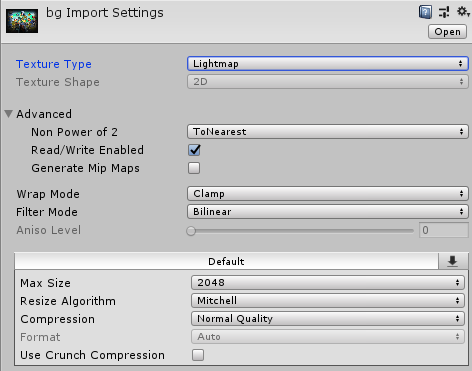 bg Import Settings
Open
Texture Type Lightmap
Texture Shape 2D
Advanced
Non Power of 2 ToNearest
Read/Write Enabled
Generate Mip Maps
Wrap Mode Clamp
Filter Mode Bilinear
Aniso Level 0
Default
Max Size 2048
Resize Algorithm Mitchell
Compression Normal Quality
Format Auto
Use Crunch Compression